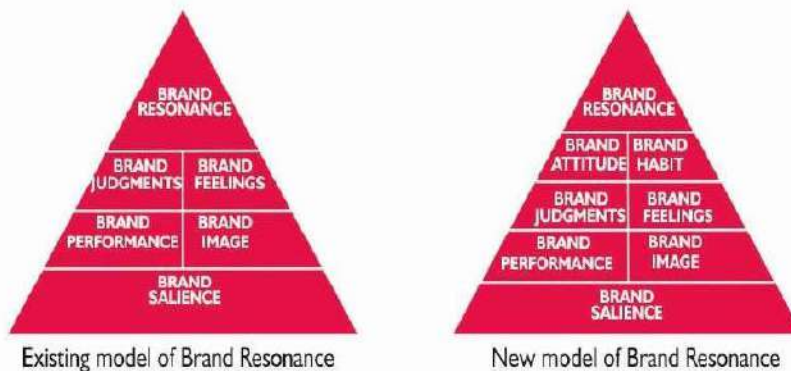 BRAND
RESONANCE
BRAND
JUDGMENTS
BRAND
FEELINGS
BRAND
PERFORMANCE
BRAND
IMAGE
BRAND
SALIENCE
Existing model of Brand Resonance
BRAND
RESONANCE
BRAND
ATTITUDE
BRAND
HABIT
BRAND
JUDGMENTS
BRAND
FEELINGS
BRAND
PERFORMANCE
BRAND
IMAGE
BRAND
SALIENCE
New model of Brand Resonance